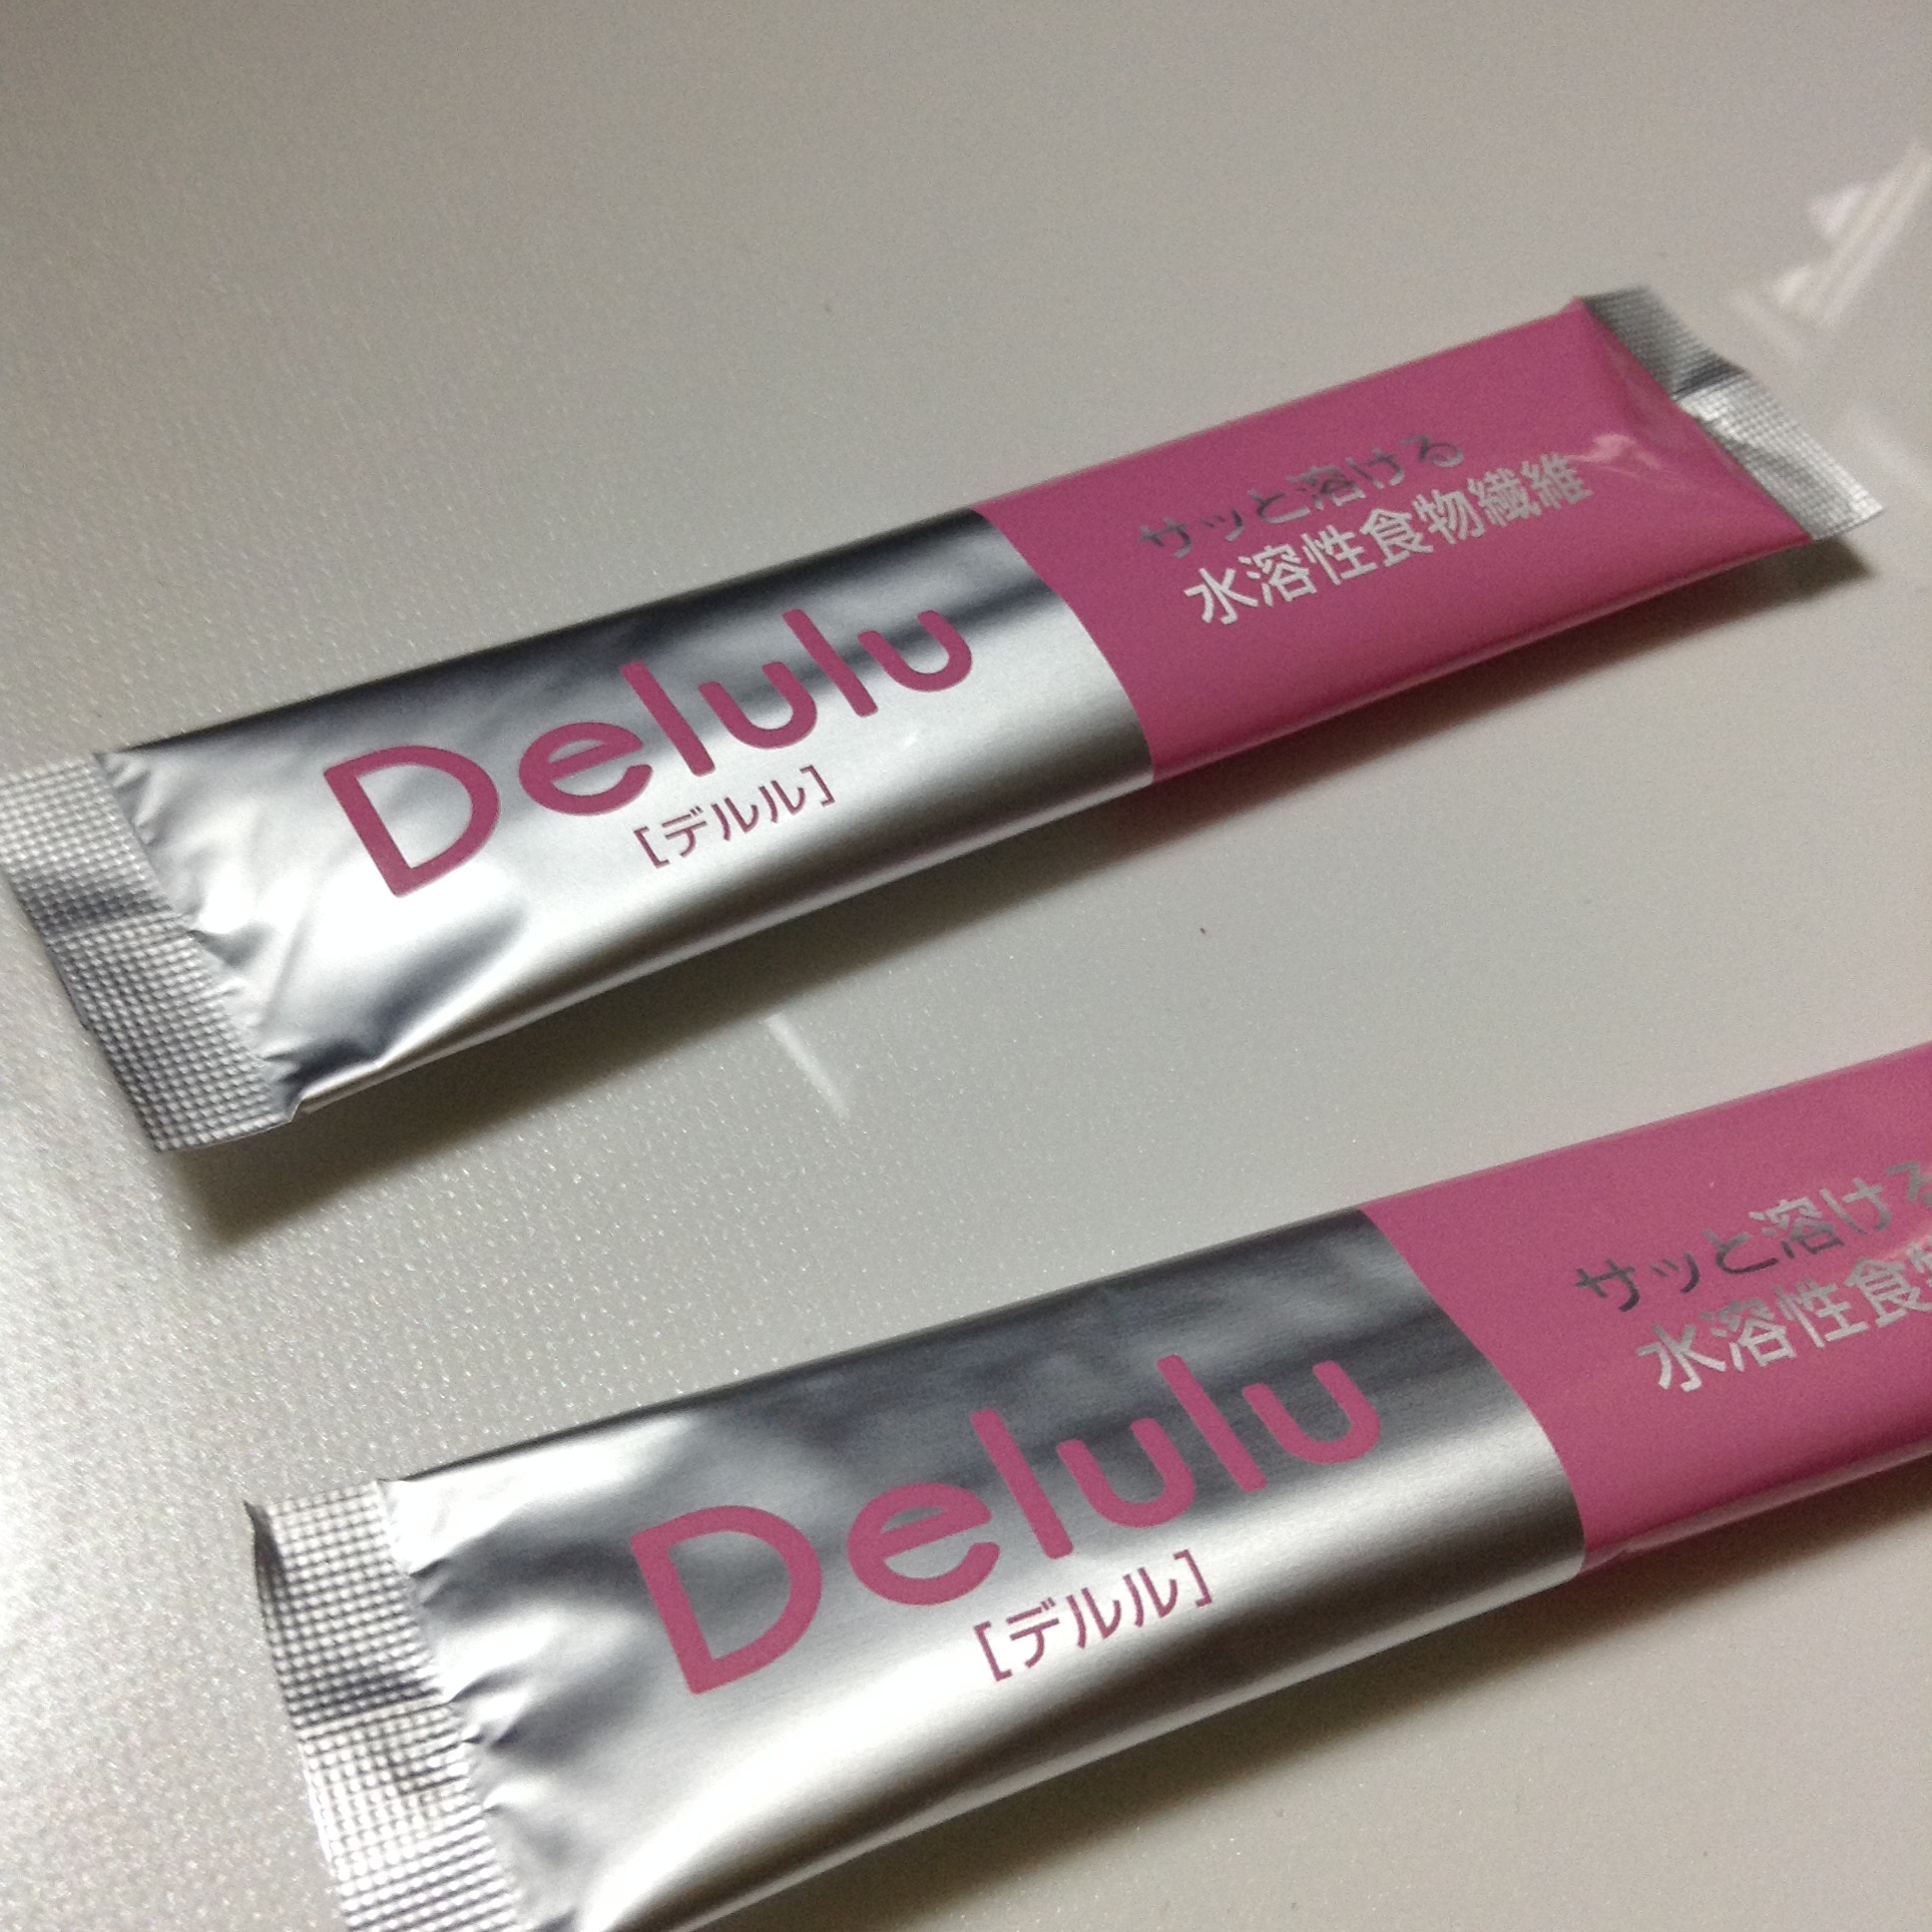 Delulu
[デルル]
サッと溶ける
水溶性食物繊維
Delulu
[デルル]
サッと溶ける
水溶性食物